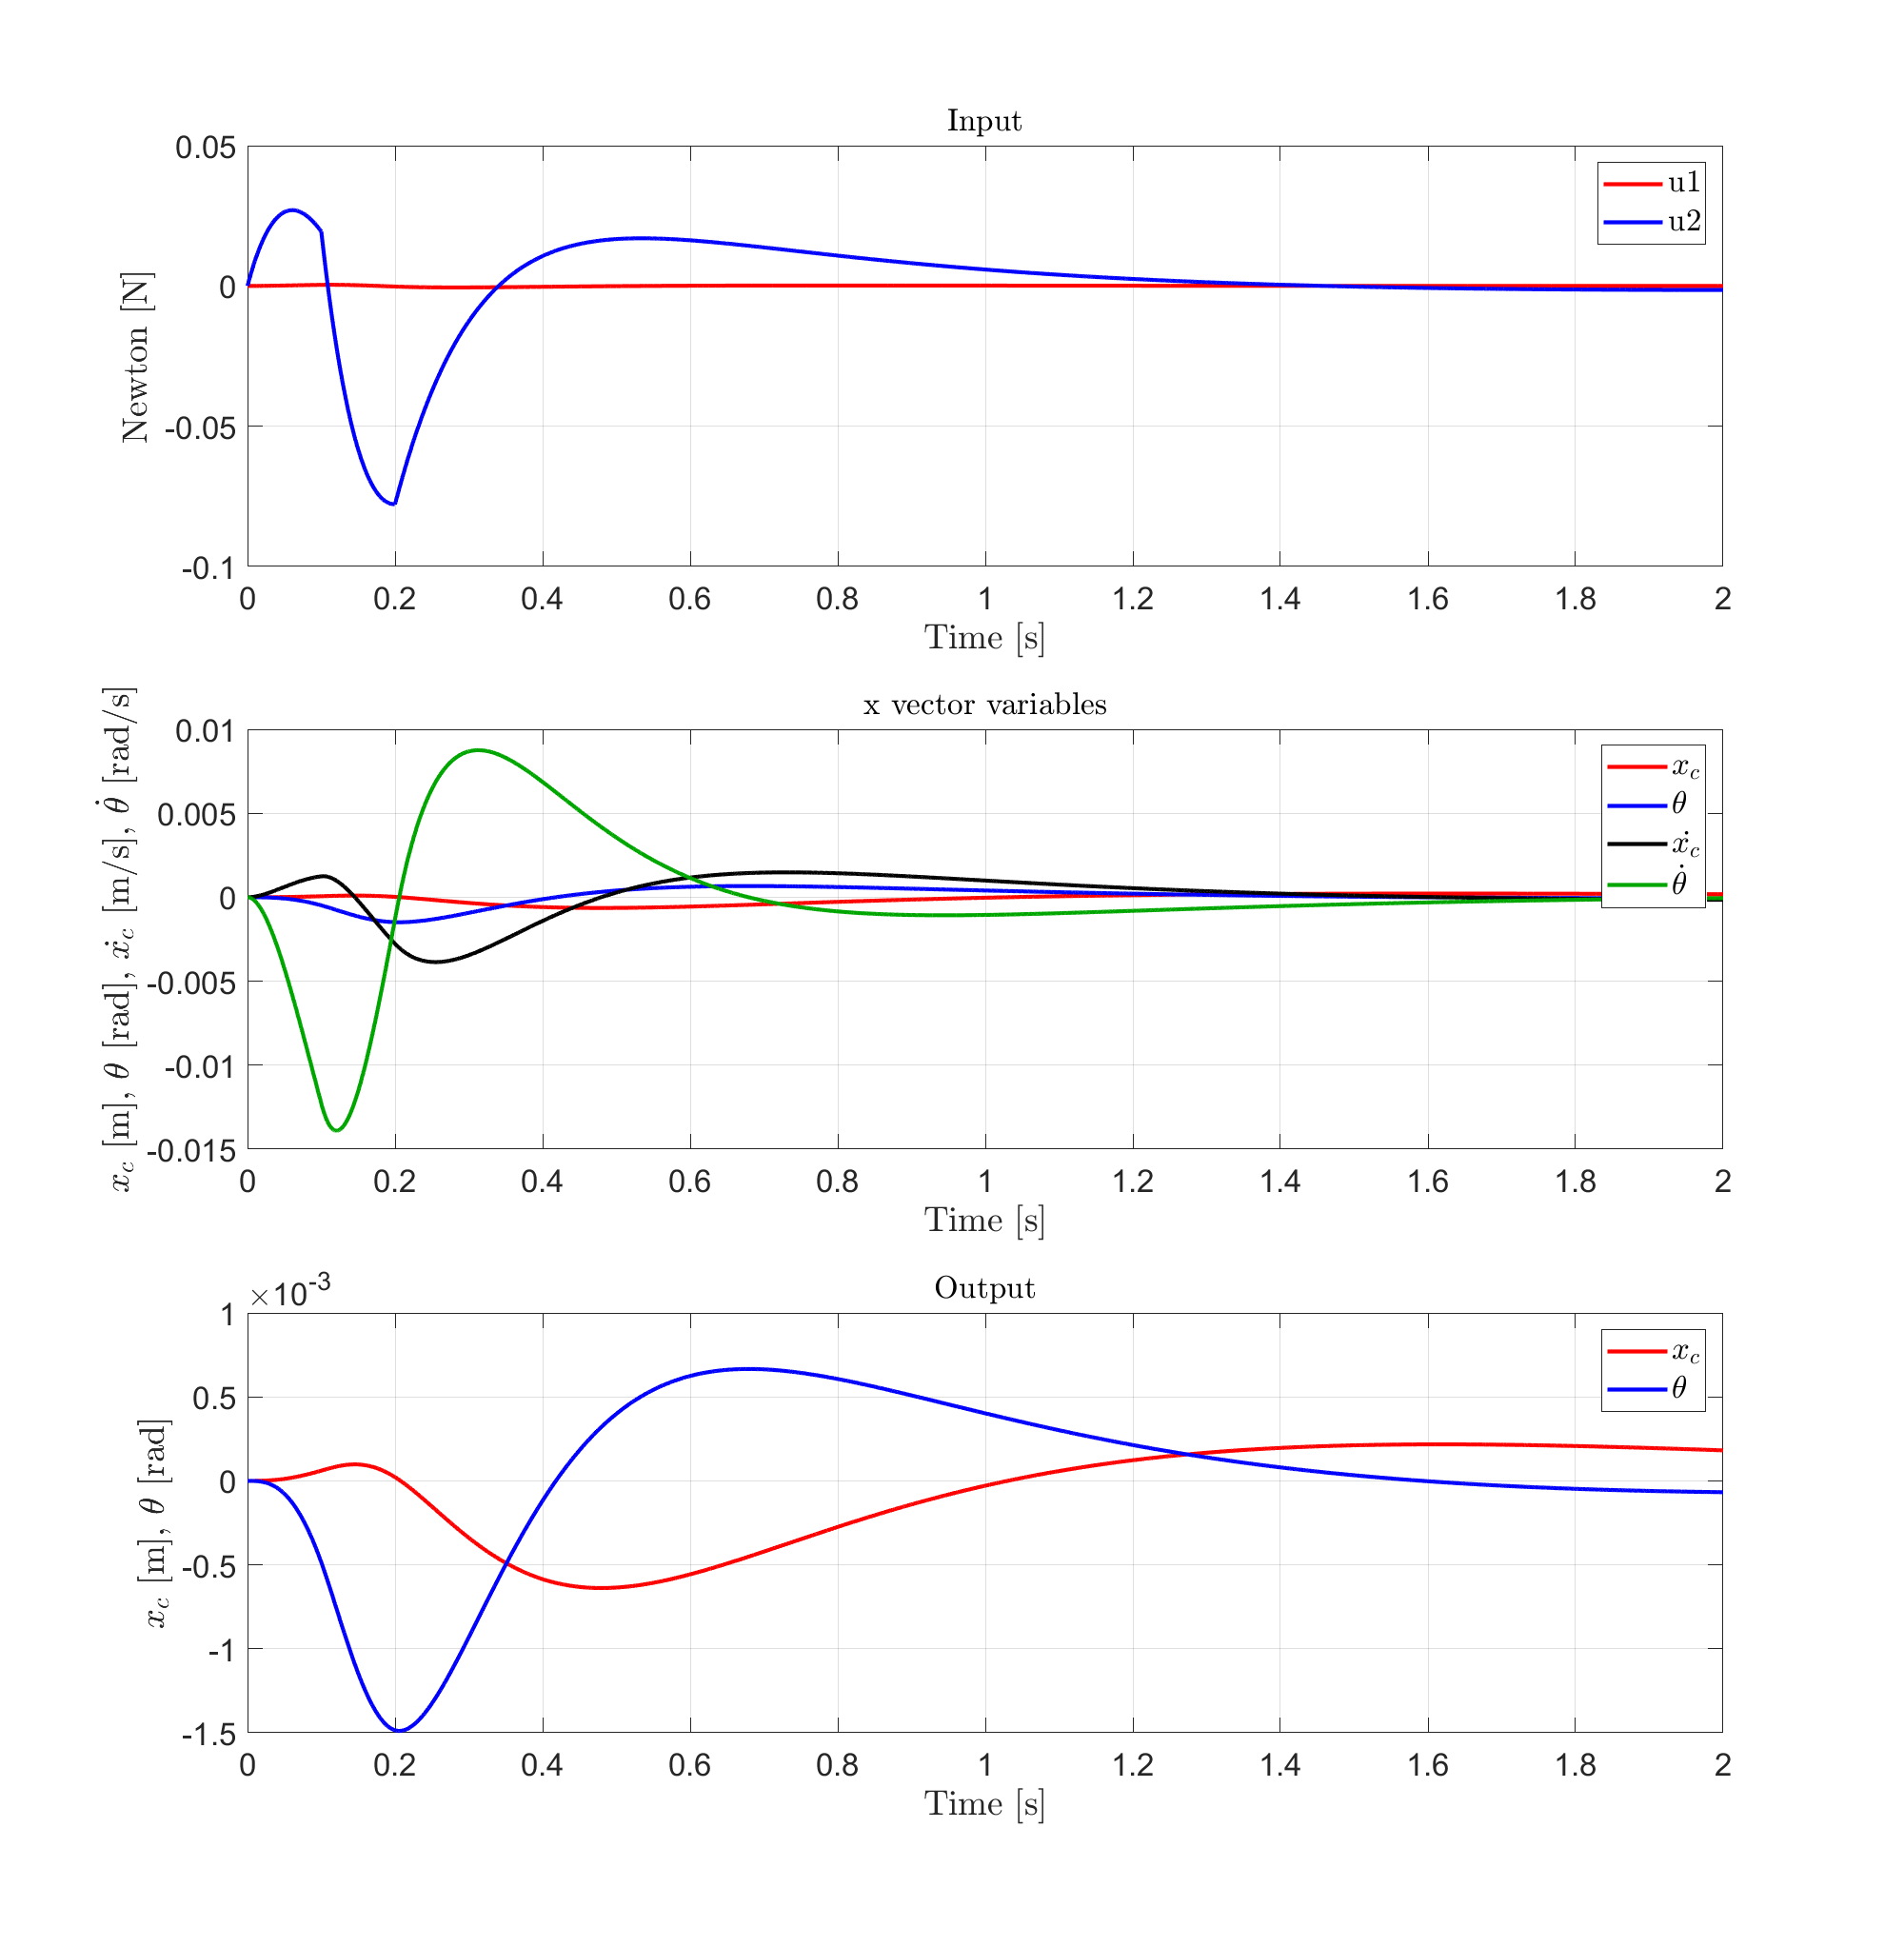 Input
Newton [N]
0.05
0
-0.05
-0.1
u1
u2
0 0.2 0.4 0.6 0.8 1 1.2 1.4 1.6 1.8 2
Time [s]
x vector variables
x_c [m], θ [rad], ẋ_c [m/s], θ̇ [rad/s]
0.01
0.005
0
-0.005
-0.01
-0.015
x_c
θ
ẋ_c
θ̇
0 0.2 0.4 0.6 0.8 1 1.2 1.4 1.6 1.8 2
Time [s]
Output
×10⁻³
x_c [m], θ [rad]
1
0.5
0
-0.5
-1
-1.5
x_c
θ
0 0.2 0.4 0.6 0.8 1 1.2 1.4 1.6 1.8 2
Time [s]